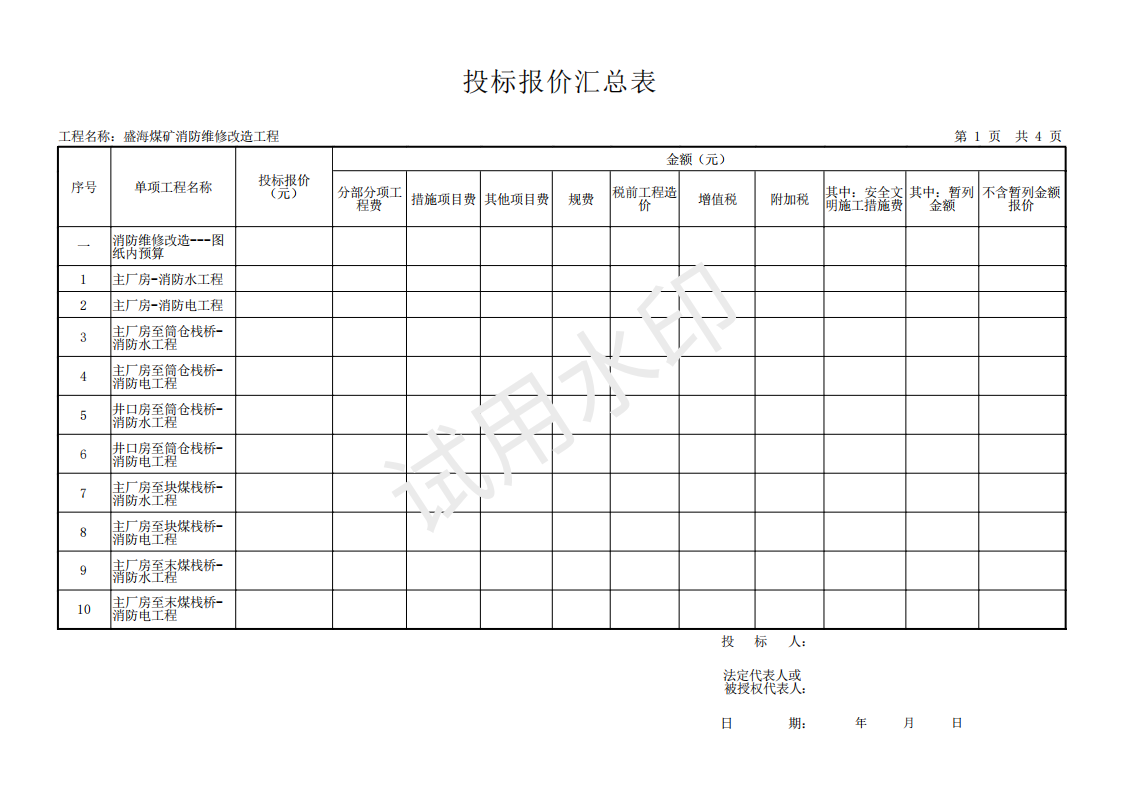 投标报价汇总表
工程名称：盛海煤矿消防维修改造工程 第 1 页 共 4 页
序号 单项工程名称 投标报价（元） 金额（元）
分部分项工程费 措施项目费 其他项目费 规费 税前工程造价 增值税 附加税 其中：安全文明施工措施费 其中：暂列金额 不含暂列金额报价
一 消防维修改造---图纸内预算
1 主厂房-消防水工程
2 主厂房-消防电工程
3 主厂房至筒仓栈桥-消防水工程
4 主厂房至筒仓栈桥-消防电工程
5 井口房至筒仓栈桥-消防水工程
6 井口房至筒仓栈桥-消防电工程
7 主厂房至块煤栈桥-消防水工程
8 主厂房至块煤栈桥-消防电工程
9 主厂房至末煤栈桥-消防水工程
10 主厂房至末煤栈桥-消防电工程
试用水印
投 标 人：
法定代表人或
被授权代表人：
日 期： 年 月 日